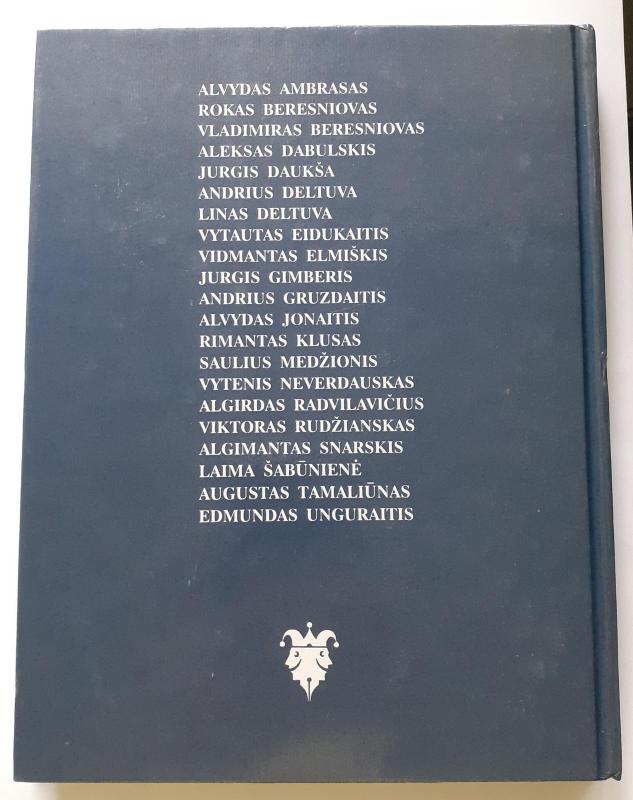 ALVYDAS AMBRASAS
ROKAS BERESNIOVAS
VLADIMIRAS BERESNIOVAS
ALEKSAS DABULSKIS
JURGIS DAUKŠA
ANDRIUS DELTUVA
LINAS DELTUVA
VYTAUTAS EIDUKAITIS
VIDMANTAS ELMIŠKIS
JURGIS GIMBERIS
ANDRIUS GRUZDAITIS
ALVYDAS JONAITIS
RIMANTAS KLUSAS
SAULIUS MEDŽIONIS
VYTENIS NEVERDAUSKAS
ALGIRDAS RADVILAVIČIUS
VIKTORAS RUDŽIANSKAS
ALGIMANTAS SNARSKIS
LAIMA ŠABŪNIENĖ
AUGUSTAS TAMALIŪNAS
EDMUNDAS UNGURAITIS